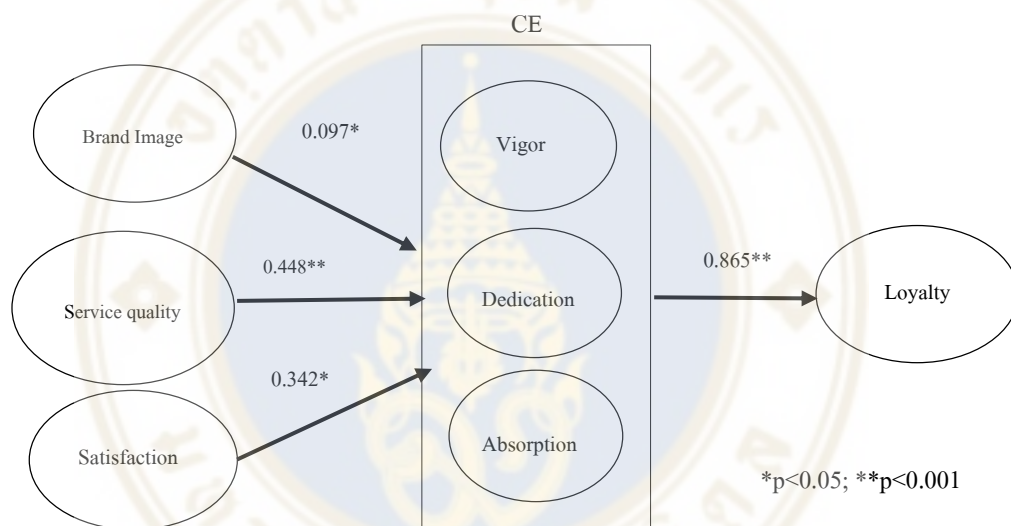 CE
Brand Image
0.097*
Vigor
Service quality
0.448**
Dedication
0.865**
Loyalty
Satisfaction
0.342*
Absorption
*p<0.05; **p<0.001